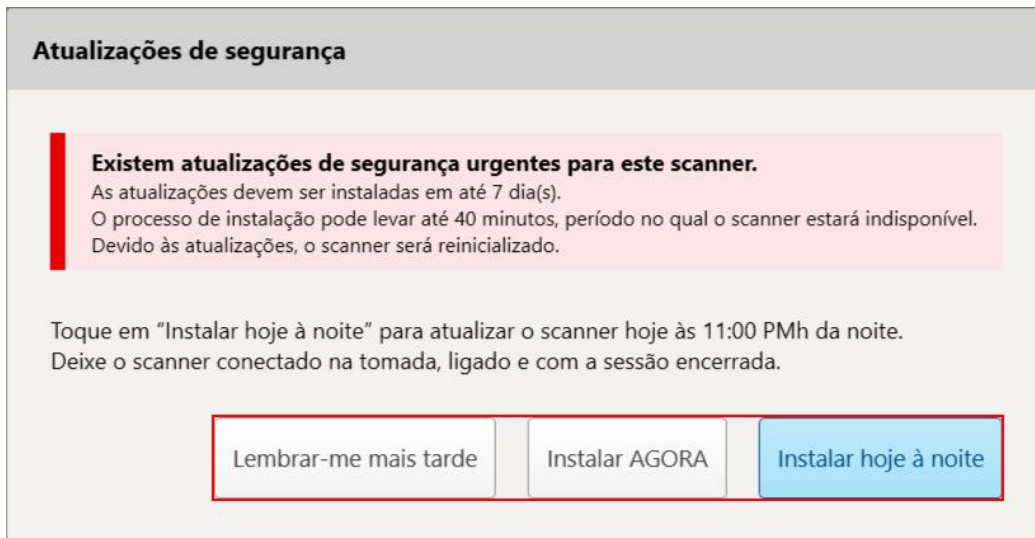 Atualizações de segurança
Existem atualizações de segurança urgentes para este scanner.
As atualizações devem ser instaladas em até 7 dia(s).
O processo de instalação pode levar até 40 minutos, período no qual o scanner estará indisponível.
Devido às atualizações, o scanner será reinicializado.
Toque em “Instalar hoje à noite” para atualizar o scanner hoje às 11:00 PMh da noite.
Deixe o scanner conectado na tomada, ligado e com a sessão encerrada.
Lembrar-me mais tarde Instalar AGORA Instalar hoje à noite